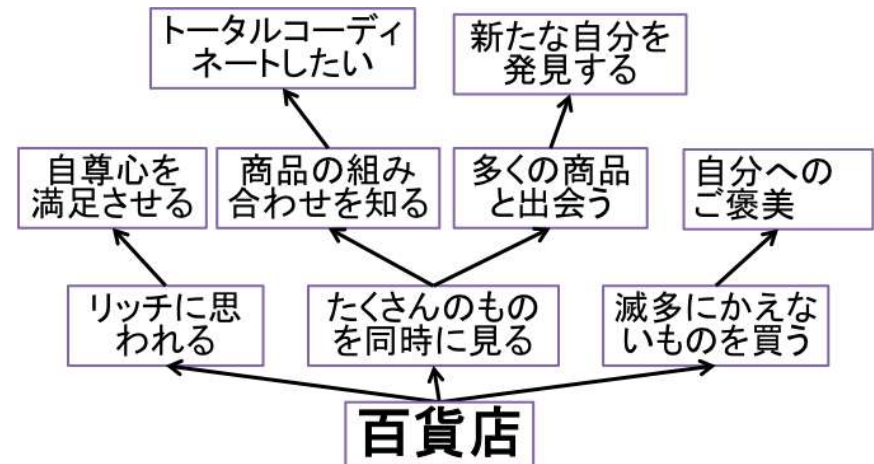 トータルコーディ
ネートしたい
新たな自分を
発見する
自尊心を
満足させる
商品の組み
合わせを知る
多くの商品
と出会う
自分への
ご褒美
リッチに思
われる
たくさんのもの
を同時に見る
滅多にかえな
いものを買う
百貨店